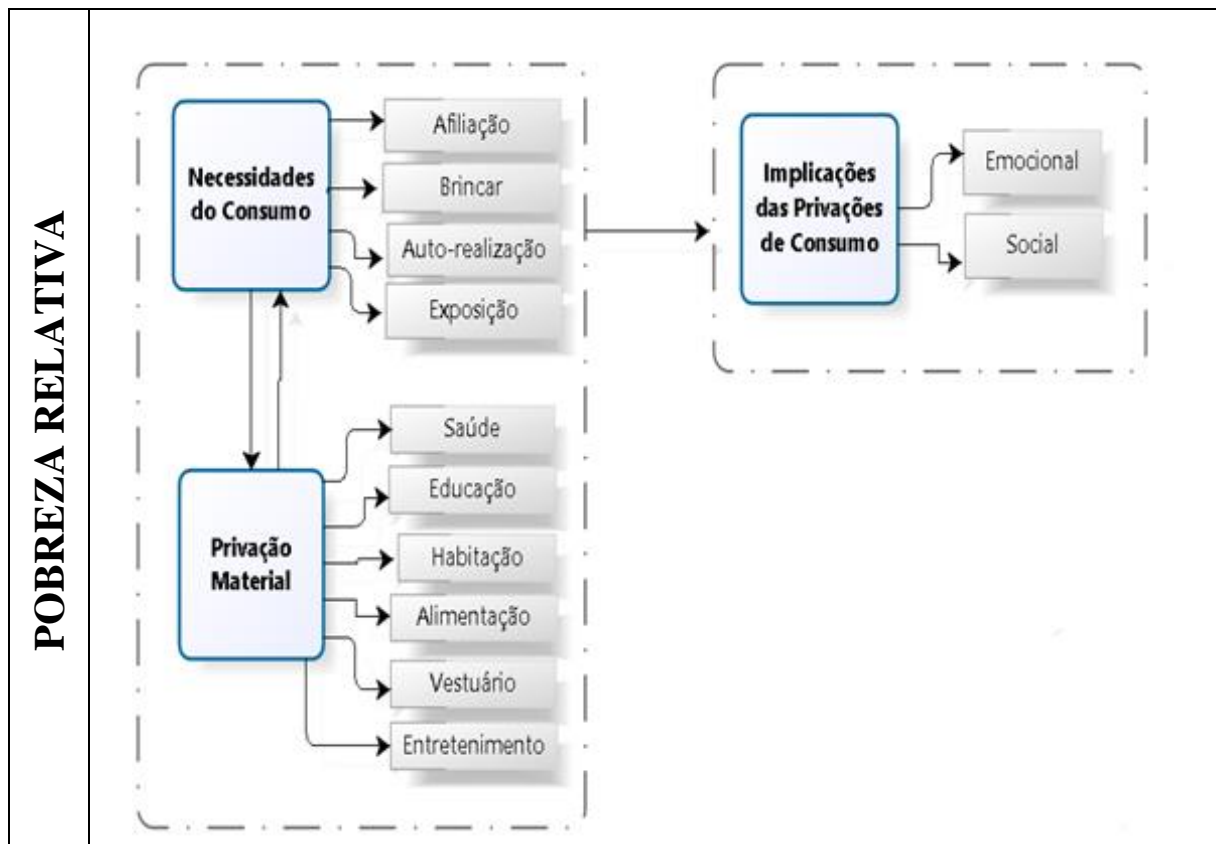 POBREZA RELATIVA
Necessidades
do Consumo
Afiliação
Brincar
Auto-realização
Exposição
Privação
Material
Saúde
Educação
Habitação
Alimentação
Vestuário
Entretenimento
Implicações
das Privações
de Consumo
Emocional
Social